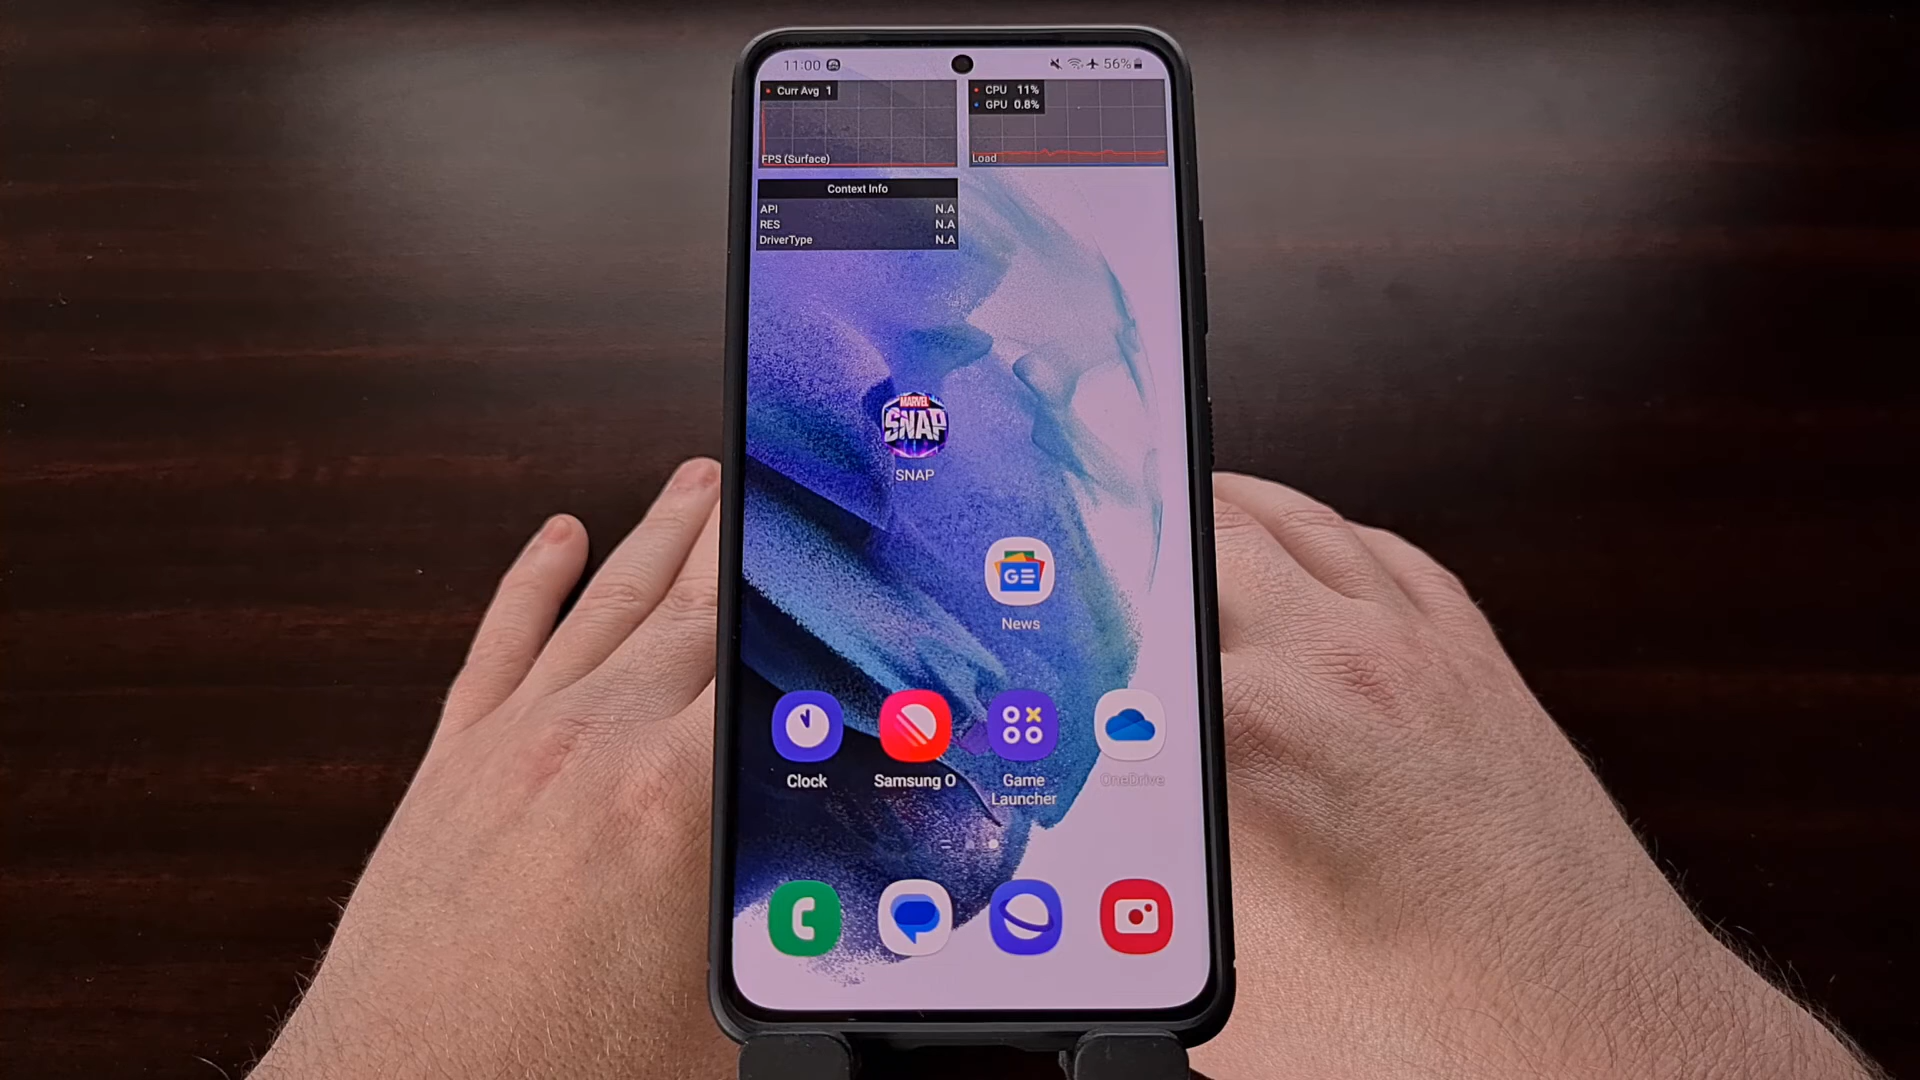 11:00
56%
Curr Avg 1
FPS (Surface)
CPU 11%
GPU 0.8%
Load
Context Info
API N.A
RES N.A
DriverType N.A
MARVEL
SNAP
SNAP
GE
News
Clock
Samsung O
Game
Launcher
OneDrive